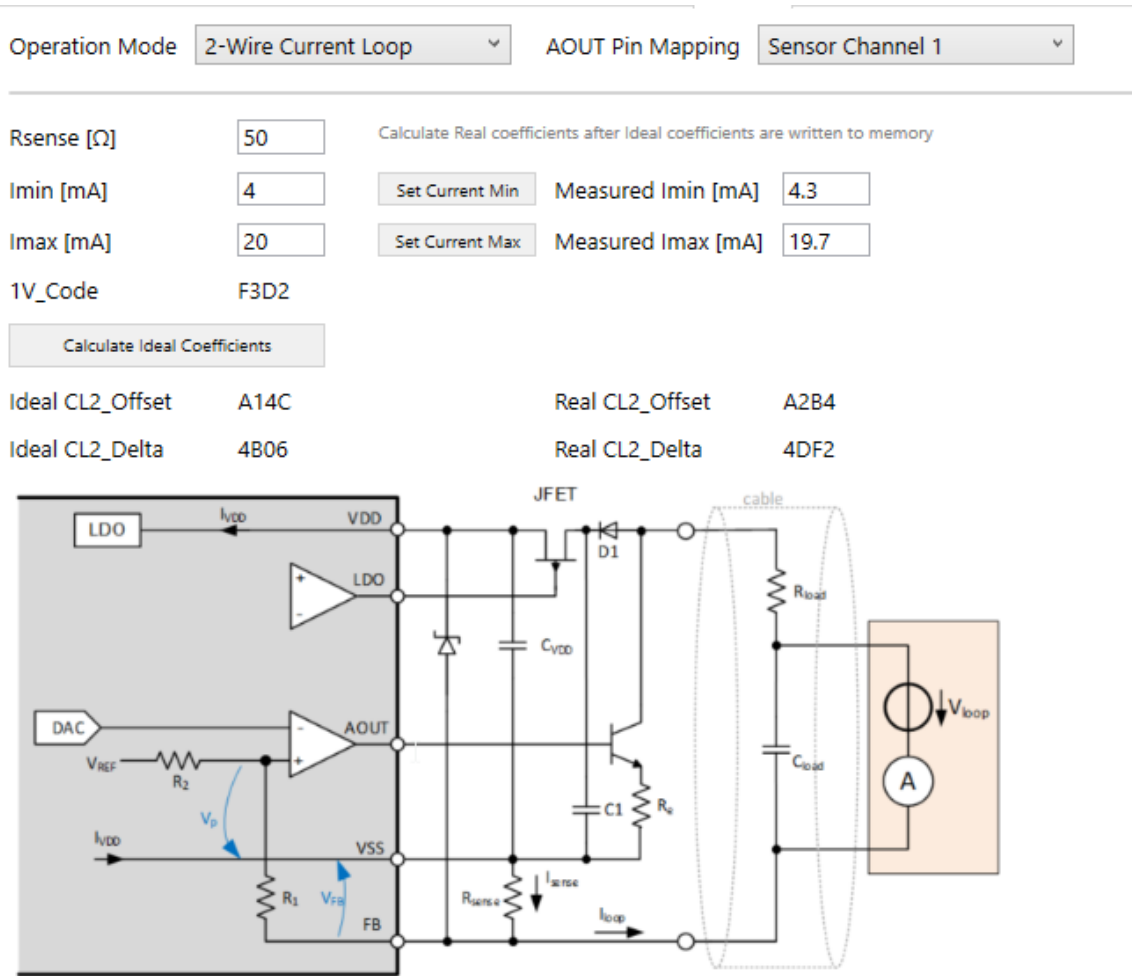 Operation Mode 2-Wire Current Loop AOUT Pin Mapping Sensor Channel 1
Rsense [Ω] 50 Calculate Real coefficients after Ideal coefficients are written to memory
Imin [mA] 4 Set Current Min Measured Imin [mA] 4.3
Imax [mA] 20 Set Current Max Measured Imax [mA] 19.7
1V_Code F3D2
Calculate Ideal Coefficients
Ideal CL2_Offset A14C Real CL2_Offset A2B4
Ideal CL2_Delta 4B06 Real CL2_Delta 4DF2
JFET
cable
LDO IVDD VDD
D1
+ LDO
-
Rload
CVDD
DAC - AOUT
Vloop
VREF +
R2
Cload
A
C1 Re
Vp
IVDD VSS
Isense
R1 VFB Rsense
Iloop
FB